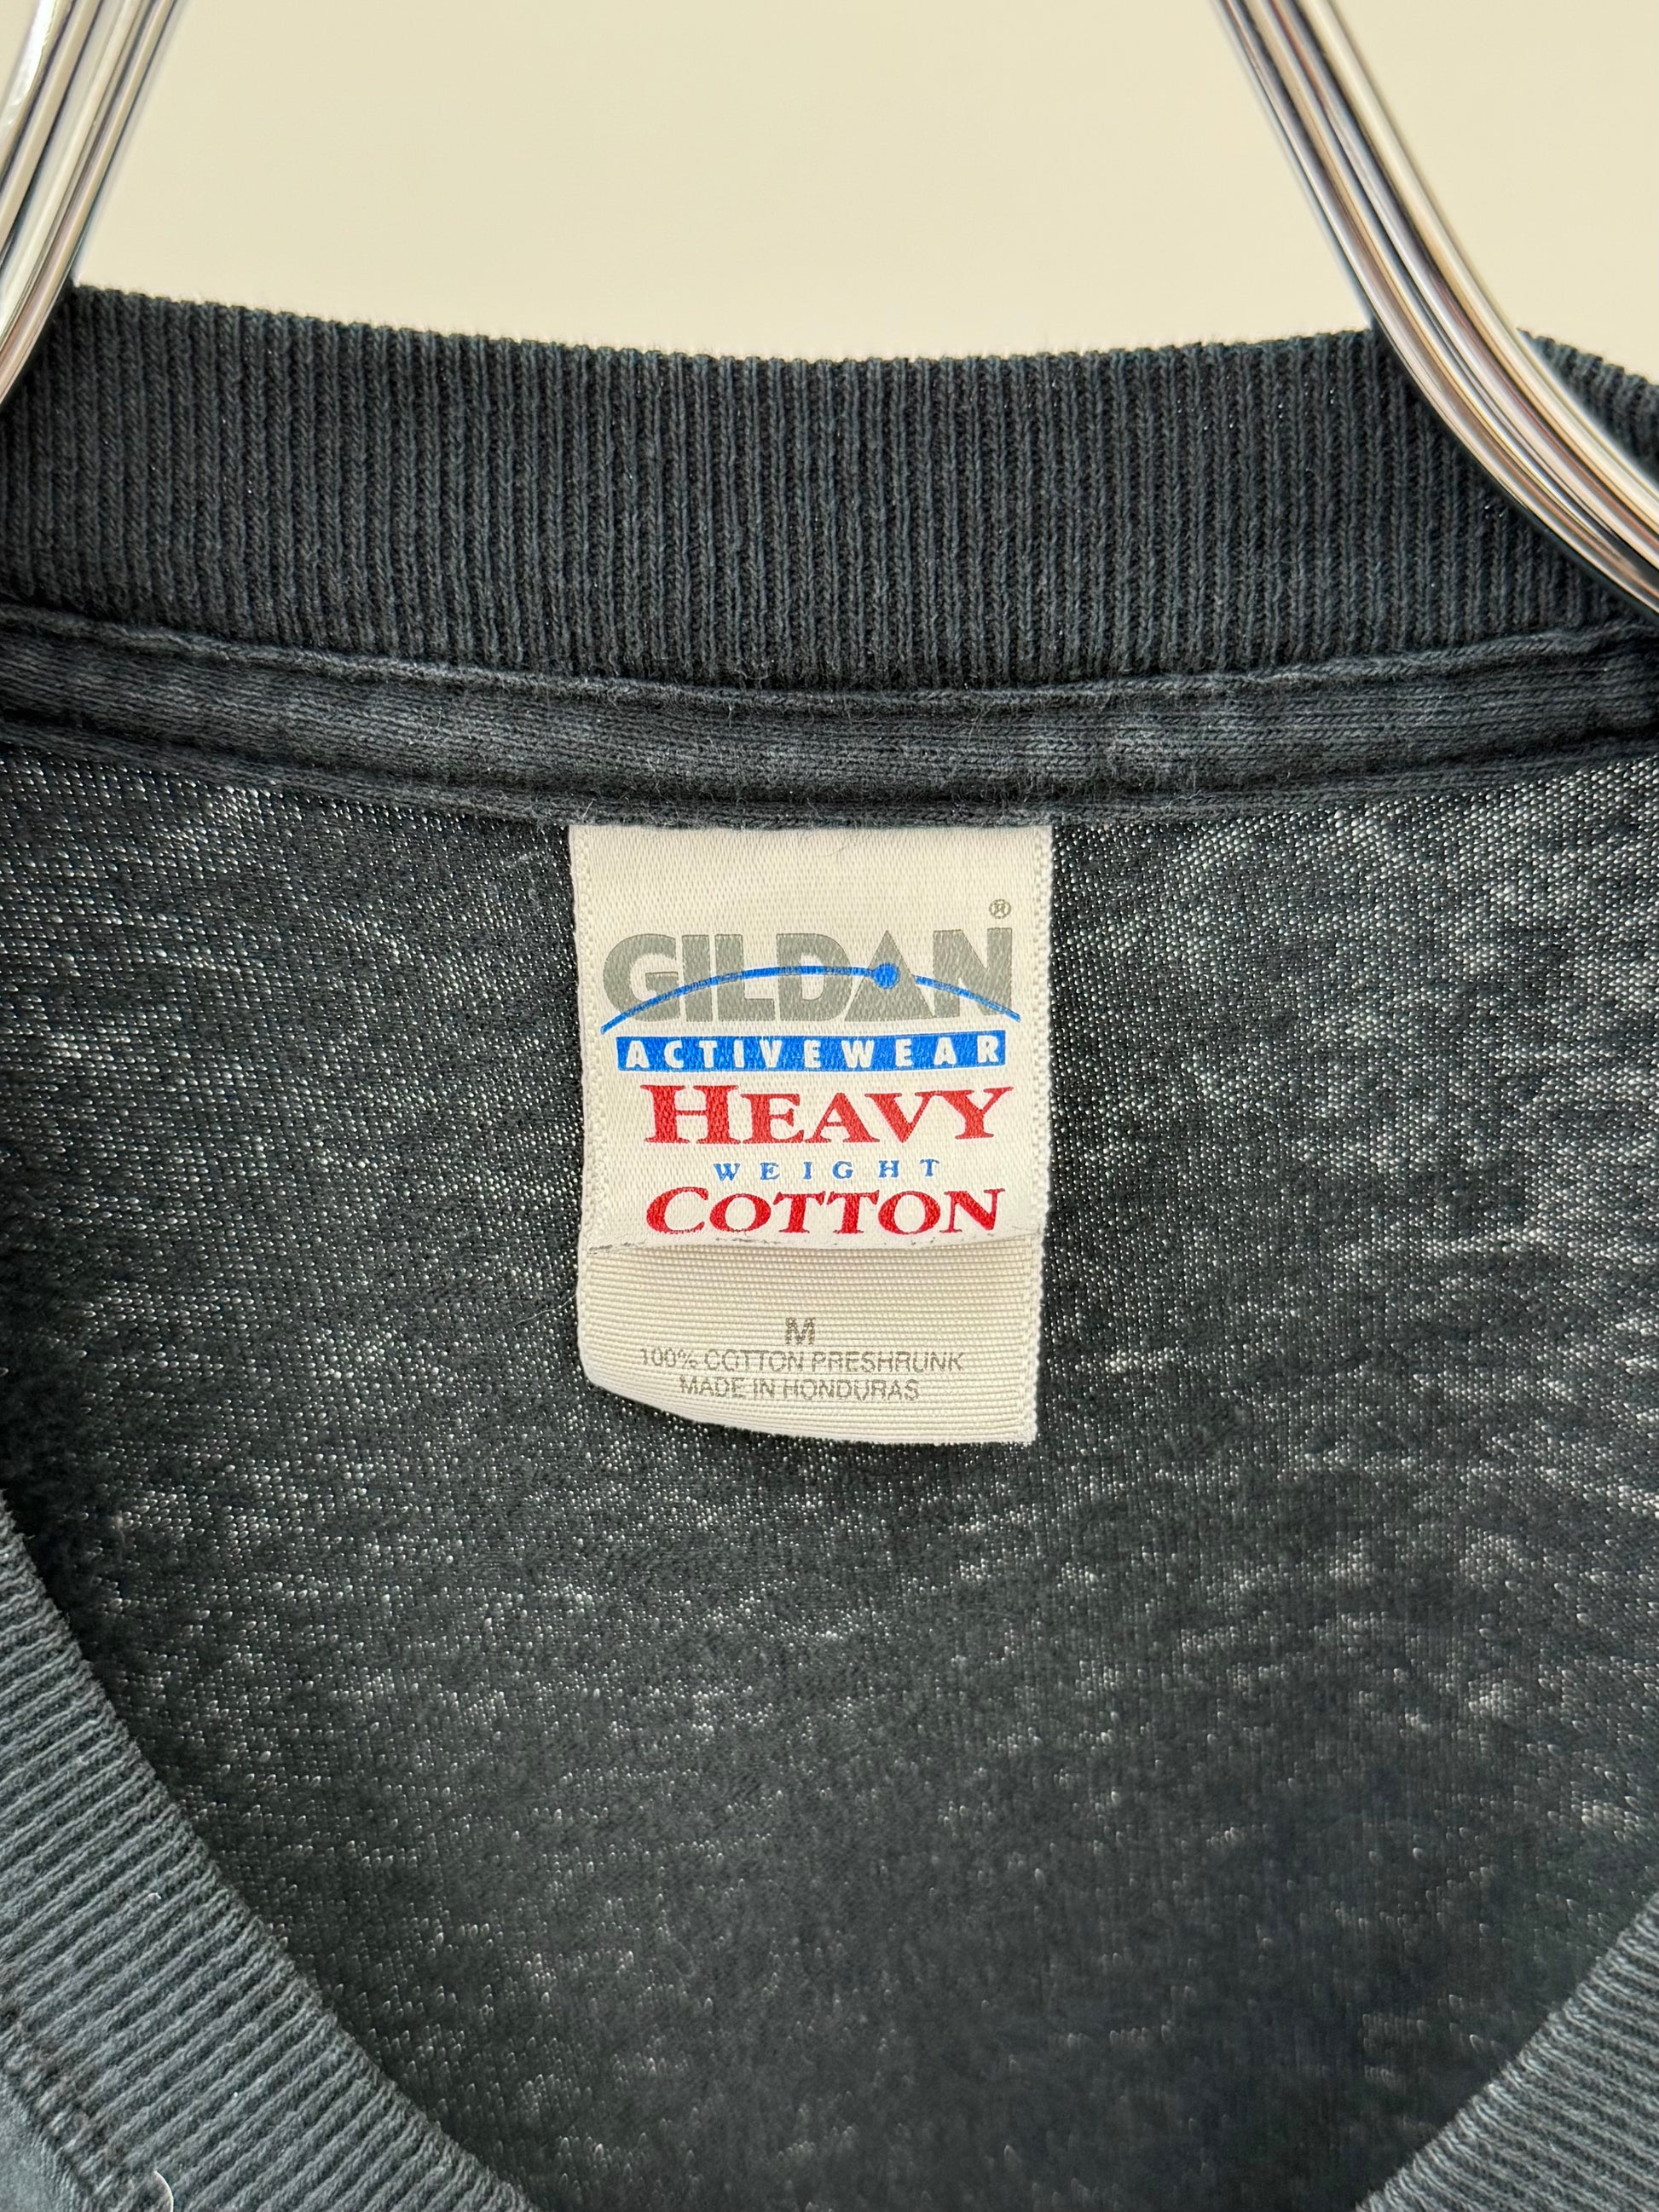 GILDAN®
ACTIVEWEAR
HEAVY
WEIGHT
COTTON
M
100% COTTON PRESHRUNK
MADE IN HONDURAS